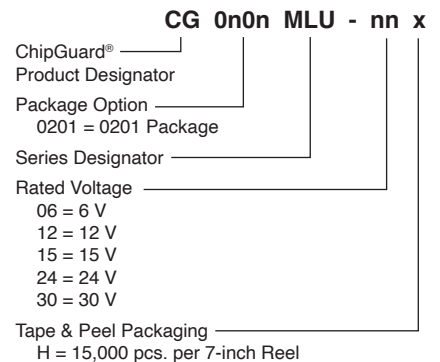 CG 0n0n MLU - nn x
ChipGuard®
Product Designator
Package Option
0201 = 0201 Package
Series Designator
Rated Voltage
06 = 6 V
12 = 12 V
15 = 15 V
24 = 24 V
30 = 30 V
Tape & Peel Packaging
H = 15,000 pcs. per 7-inch Reel